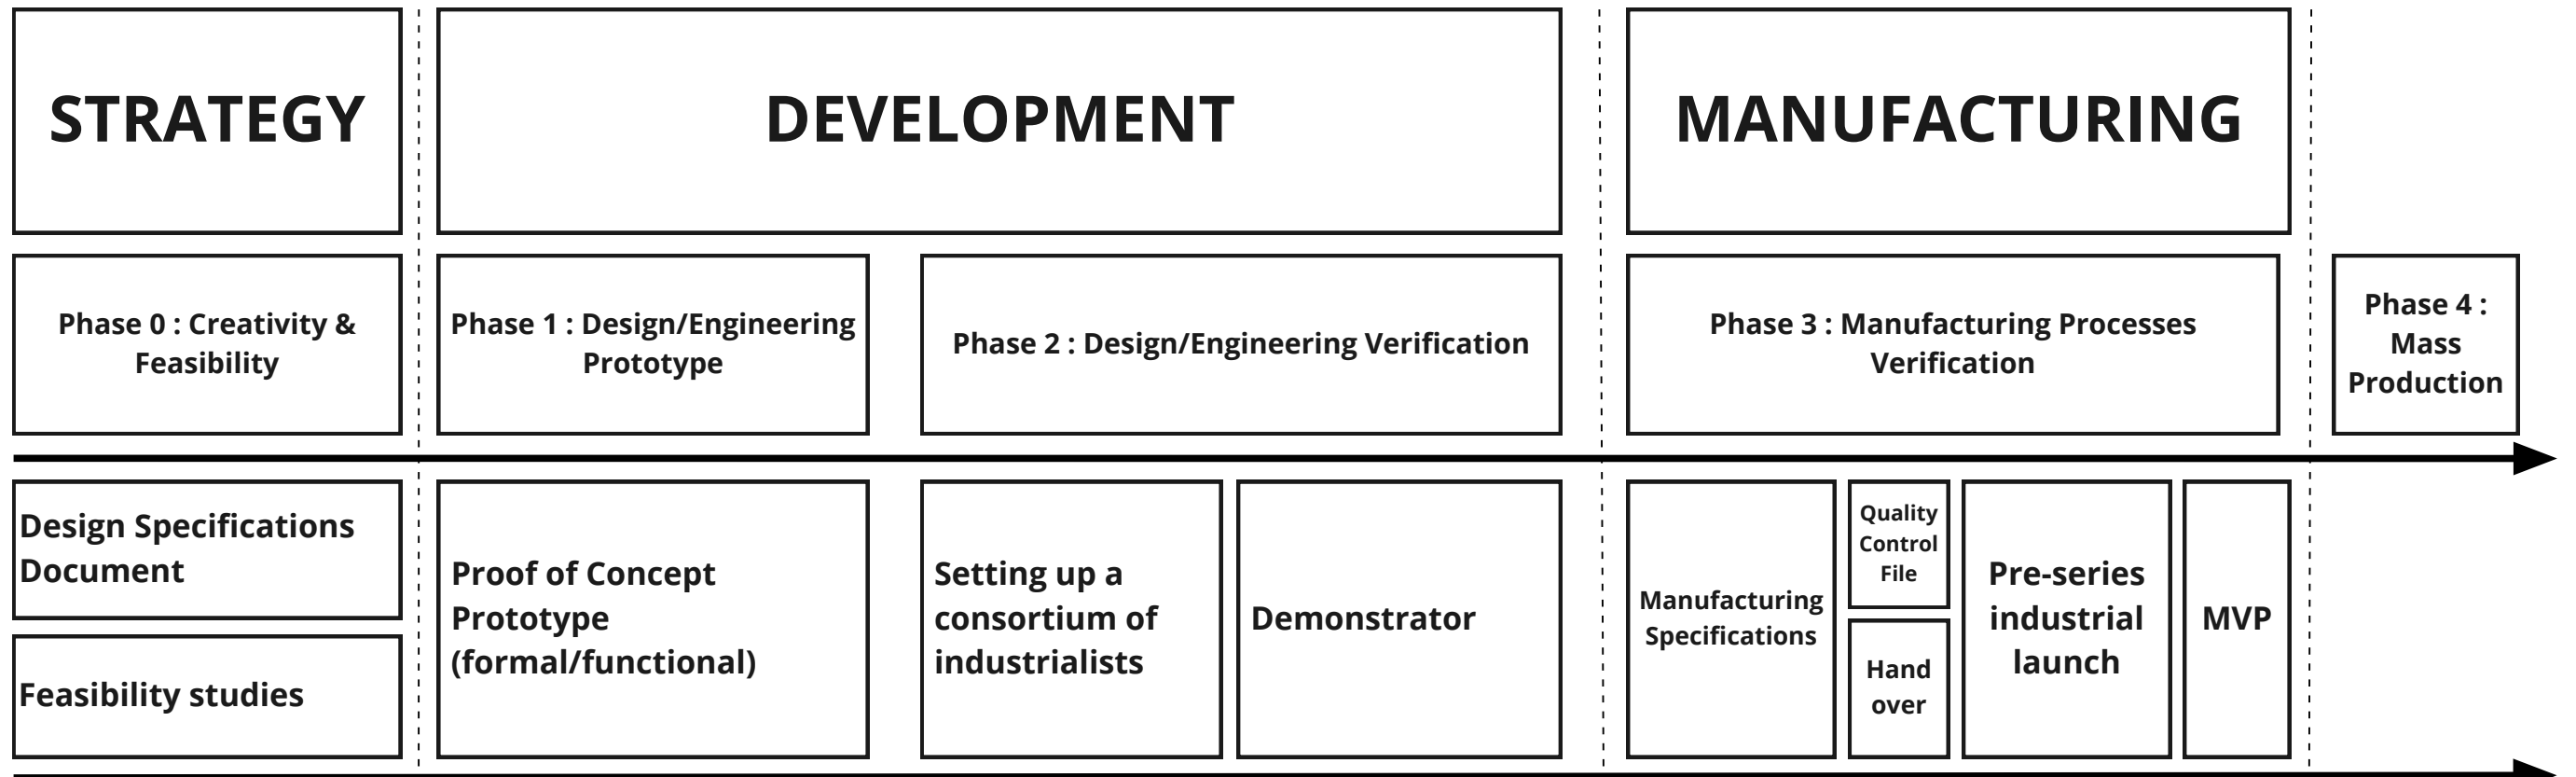 STRATEGY
DEVELOPMENT
MANUFACTURING
Phase 0 : Creativity &
Feasibility
Phase 1 : Design/Engineering
Prototype
Phase 2 : Design/Engineering Verification
Phase 3 : Manufacturing Processes
Verification
Phase 4 :
Mass
Production
Design Specifications
Document
Feasibility studies
Proof of Concept
Prototype
(formal/functional)
Setting up a
consortium of
industrialists
Demonstrator
Manufacturing
Specifications
Quality
Control
File
Hand
over
Pre-series
industrial
launch
MVP